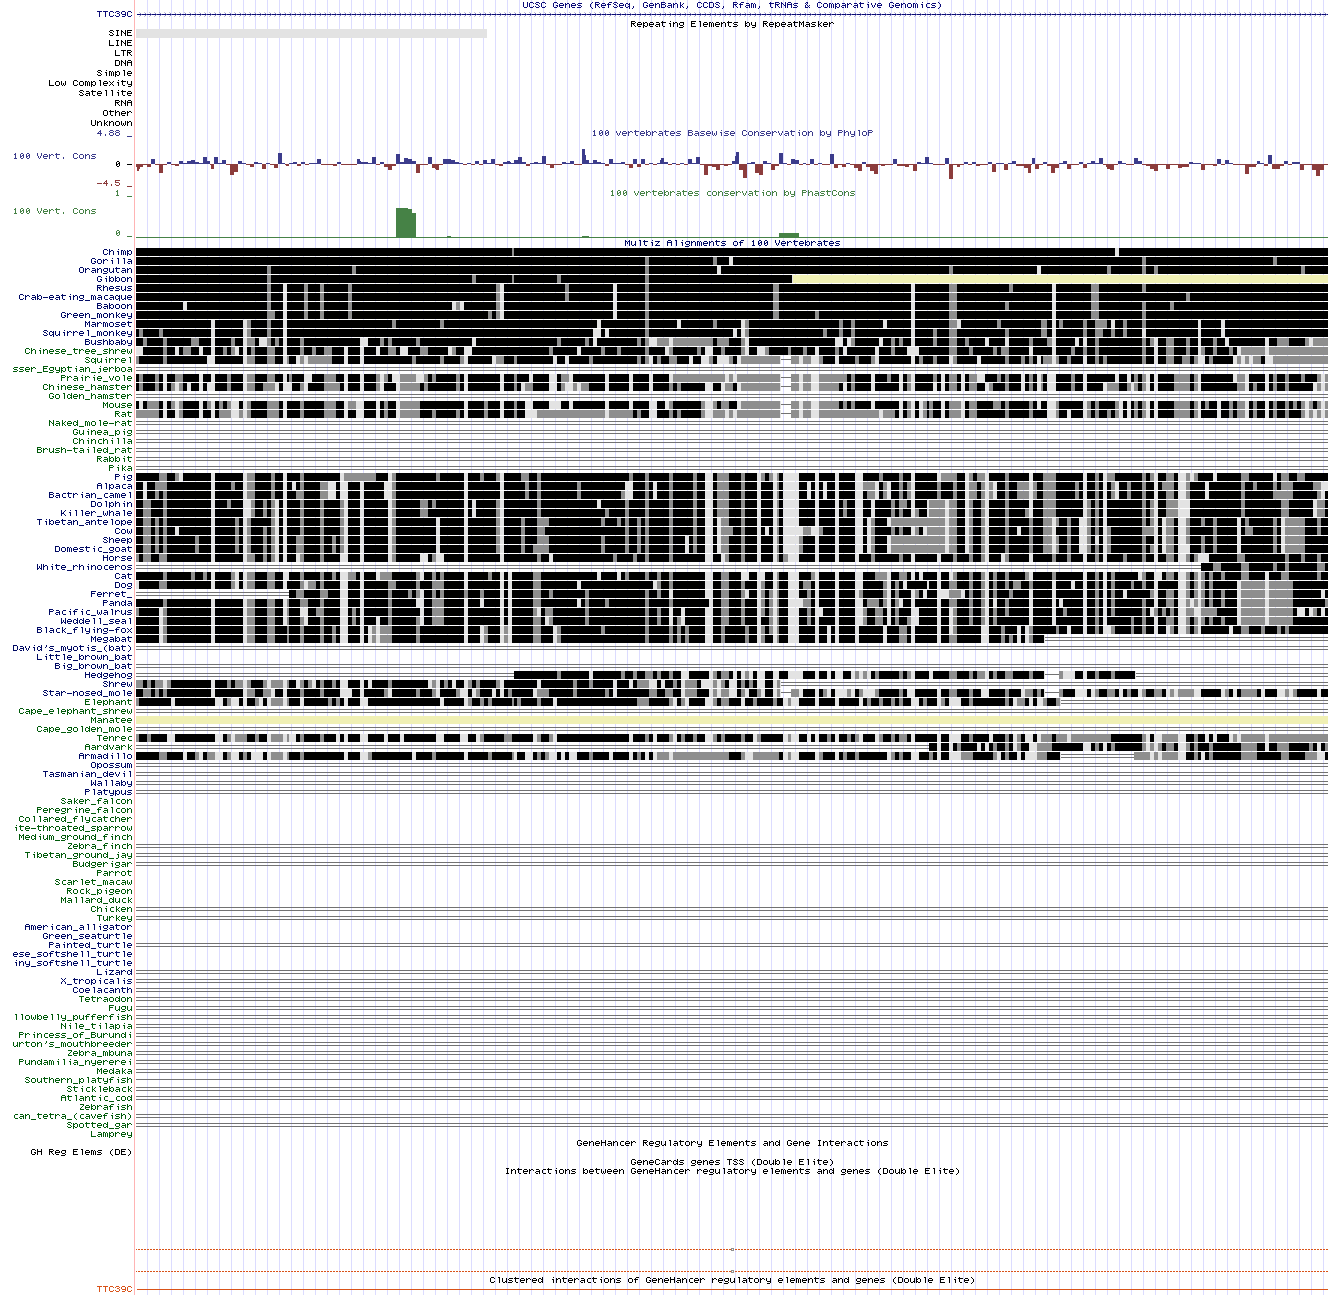 UCSC Genes (RefSeq, GenBank, CCDS, Rfam, tRNAs & Comparative Genomics)
TTC39C
Repeating Elements by RepeatMasker
SINE
LINE
LTR
DNA
Simple
Low Complexity
Satellite
RNA
Other
Unknown
100 vertebrates Basewise Conservation by PhyloP
4.88 _
100 Vert. Cons
0 _
-4.5 _
100 vertebrates conservation by PhastCons
1 _
100 Vert. Cons
0 _
Multiz Alignments of 100 Vertebrates
Chimp
Gorilla
Orangutan
Gibbon
Rhesus
Crab-eating_macaque
Baboon
Green_monkey
Marmoset
Squirrel_monkey
Bushbaby
Chinese_tree_shrew
Squirrel
sser_Egyptian_jerboa
Prairie_vole
Chinese_hamster
Golden_hamster
Mouse
Rat
Naked_mole-rat
Guinea_pig
Chinchilla
Brush-tailed_rat
Rabbit
Pika
Pig
Alpaca
Bactrian_camel
Dolphin
Killer_whale
Tibetan_antelope
Cow
Sheep
Domestic_goat
Horse
White_rhinoceros
Cat
Dog
Ferret_
Panda
Pacific_walrus
Weddell_seal
Black_flying-fox
Megabat
David's_myotis_(bat)
Little_brown_bat
Big_brown_bat
Hedgehog
Shrew
Star-nosed_mole
Elephant
Cape_elephant_shrew
Manatee
Cape_golden_mole
Tenrec
Aardvark
Armadillo
Opossum
Tasmanian_devil
Wallaby
Platypus
Saker_falcon
Peregrine_falcon
Collared_flycatcher
ite-throated_sparrow
Medium_ground_finch
Zebra_finch
Tibetan_ground_jay
Budgerigar
Parrot
Scarlet_macaw
Rock_pigeon
Mallard_duck
Chicken
Turkey
American_alligator
Green_seaturtle
Painted_turtle
ese_softshell_turtle
iny_softshell_turtle
Lizard
X_tropicalis
Coelacanth
Tetraodon
Fugu
llowbelly_pufferfish
Nile_tilapia
Princess_of_Burundi
urton's_mouthbreeder
Zebra_mbuna
Pundamilia_nyererei
Medaka
Southern_platyfish
Stickleback
Atlantic_cod
Zebrafish
can_tetra_(cavefish)
Spotted_gar
Lamprey
GeneHancer Regulatory Elements and Gene Interactions
GH Reg Elems (DE)
GeneCards genes TSS (Double Elite)
Interactions between GeneHancer regulatory elements and genes (Double Elite)
Clustered interactions of GeneHancer regulatory elements and genes (Double Elite)
TTC39C